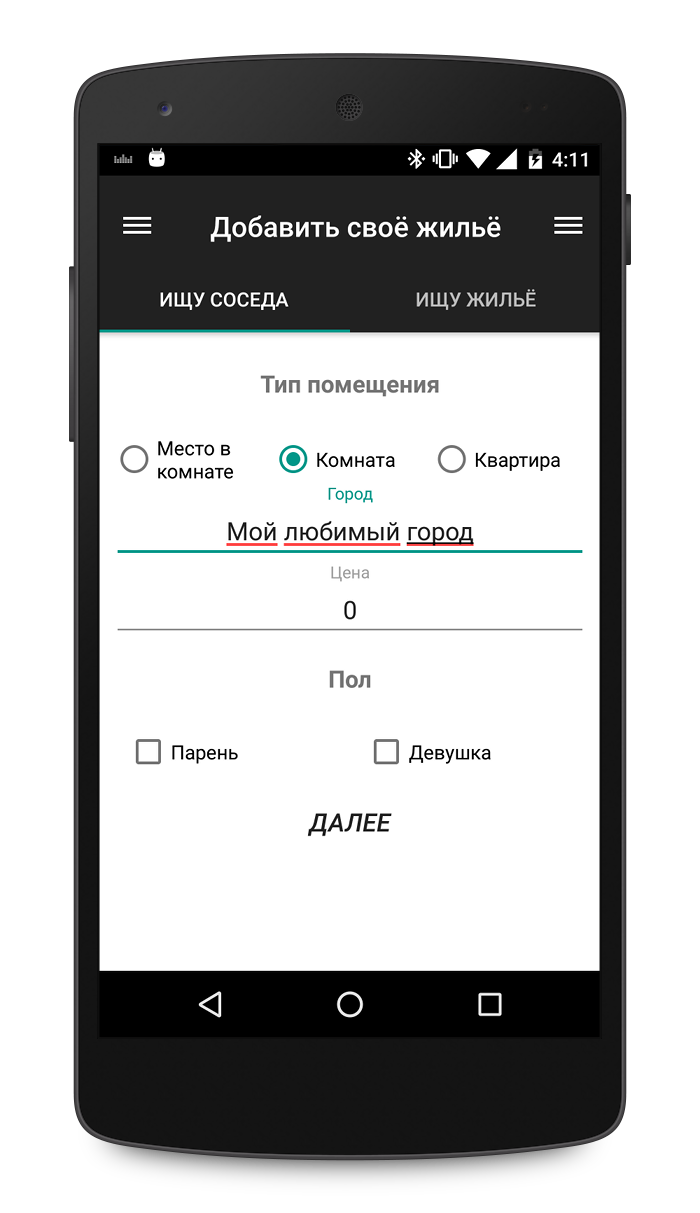 4:11
Добавить своё жильё
ИЩУ СОСЕДА
ИЩУ ЖИЛЬЁ
Тип помещения
Место в
комнате
Комната
Квартира
Город
Мой любимый город
Цена
0
Пол
Парень
Девушка
ДАЛЕЕ